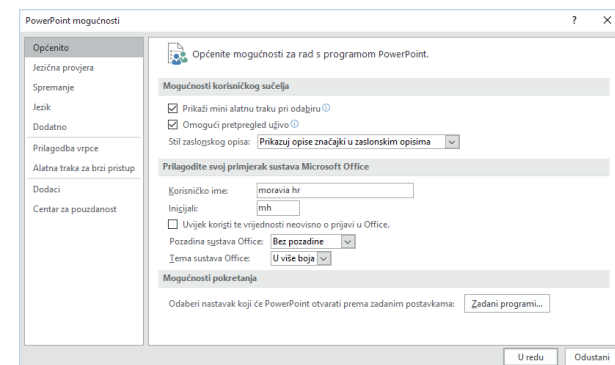 PowerPoint mogućnosti
?
Općenito
Jezična provjera
Spremanje
Jezik
Dodatno
Prilagodba vrpce
Alatna traka za brzi pristup
Dodaci
Centar za pouzdanost
Općenite mogućnosti za rad s programom PowerPoint.
Mogućnosti korisničkog sučelja
Prikaži mini alatnu traku pri odabiru
Omogući pretpregled uživo
Stil zaslonskog opisa: Prikazuj opise značajki u zaslonskim opisima
Prilagodite svoj primjerak sustava Microsoft Office
Korisničko ime: moravia hr
Inicijali: mh
Uvijek koristi te vrijednosti neovisno o prijavi u Office.
Pozadina sustava Office: Bez pozadine
Tema sustava Office: U više boja
Mogućnosti pokretanja
Odaberi nastavak koji će PowerPoint otvarati prema zadanim postavkama: Zadani programi...
U redu Odustani